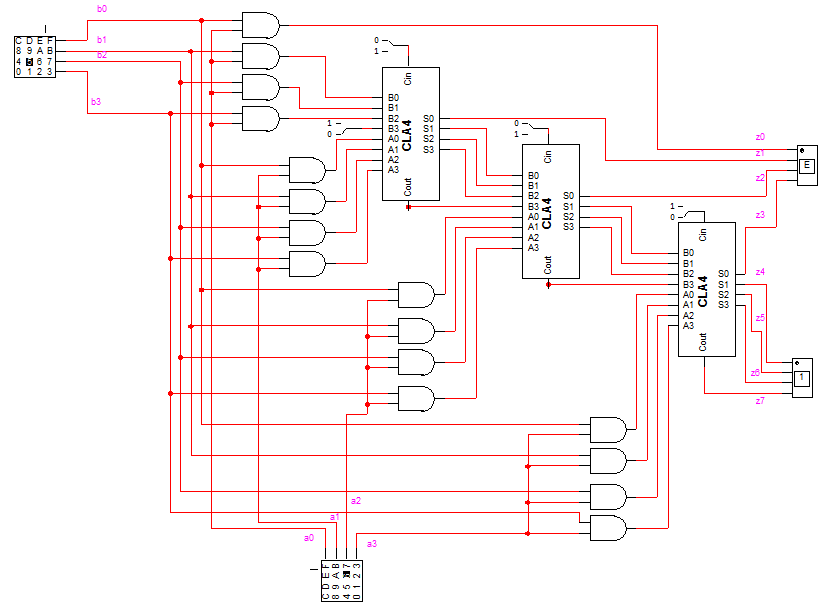 b0
C D E F
8 9 A B
4 5 6 7
0 1 2 3
b1
b2
b3
0
1
Cin
B0
B1
B2
B3
A0
A1
A2
A3
CLA4
S0
S1
S2
S3
Cout
1
0
0
1
Cin
B0
B1
B2
B3
A0
A1
A2
A3
CLA4
S0
S1
S2
S3
Cout
1
0
Cin
B0
B1
B2
B3
A0
A1
A2
A3
CLA4
S0
S1
S2
S3
Cout
z0
z1
z2
z3
E
z4
z5
z6
z7
1
a0
a1
a2
a3
C D E F
8 9 A B
4 5 7
0 1 2 3